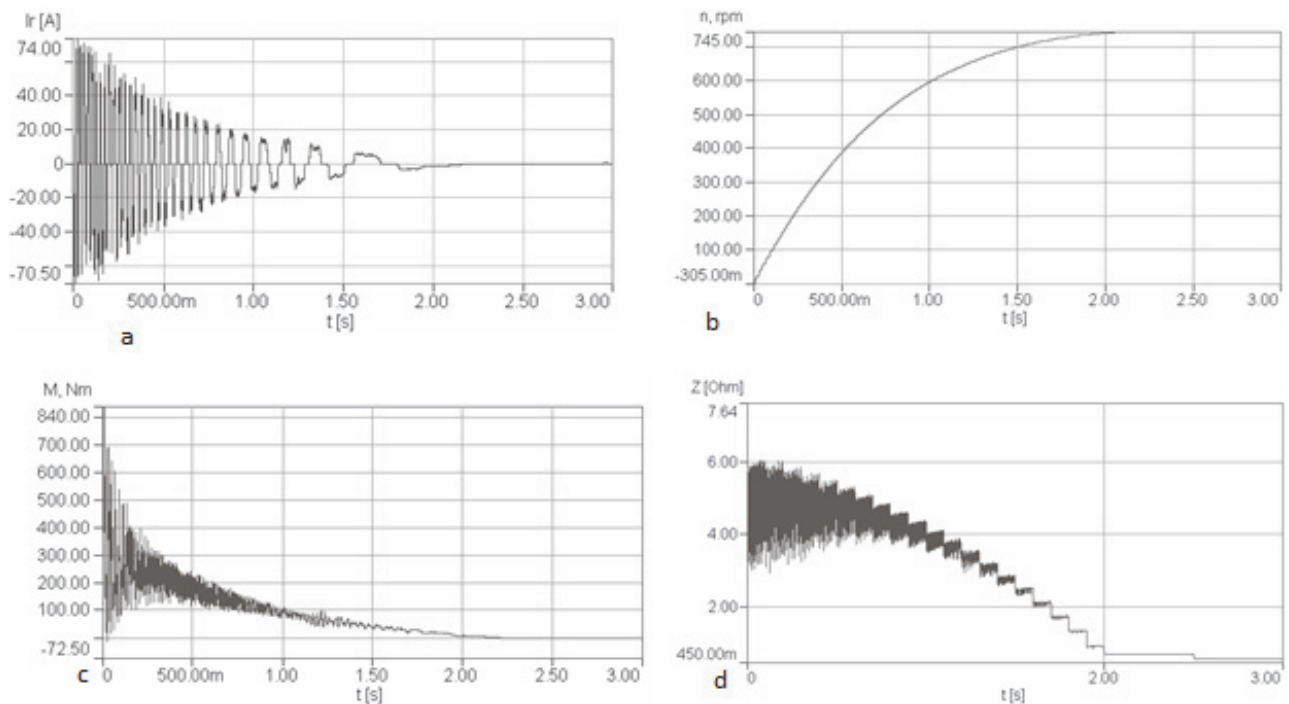 Ir [A]
74.00
40.00
20.00
0
-20.00
-40.00
-70.50
0 500.00m 1.00 1.50 2.00 2.50 3.00
t [s]
a
n, rpm
745.00
600.00
500.00
400.00
300.00
200.00
100.00
-305.00m
0 500.00m 1.00 1.50 2.00 2.50 3.00
t [s]
b
M, Nm
840.00
700.00
600.00
500.00
400.00
300.00
200.00
100.00
-72.50
0 500.00m 1.00 1.50 2.00 2.50 3.00
t [s]
c
Z [Ohm]
7.64
6.00
4.00
2.00
450.00m
0 2.00 3.00
t [s]
d